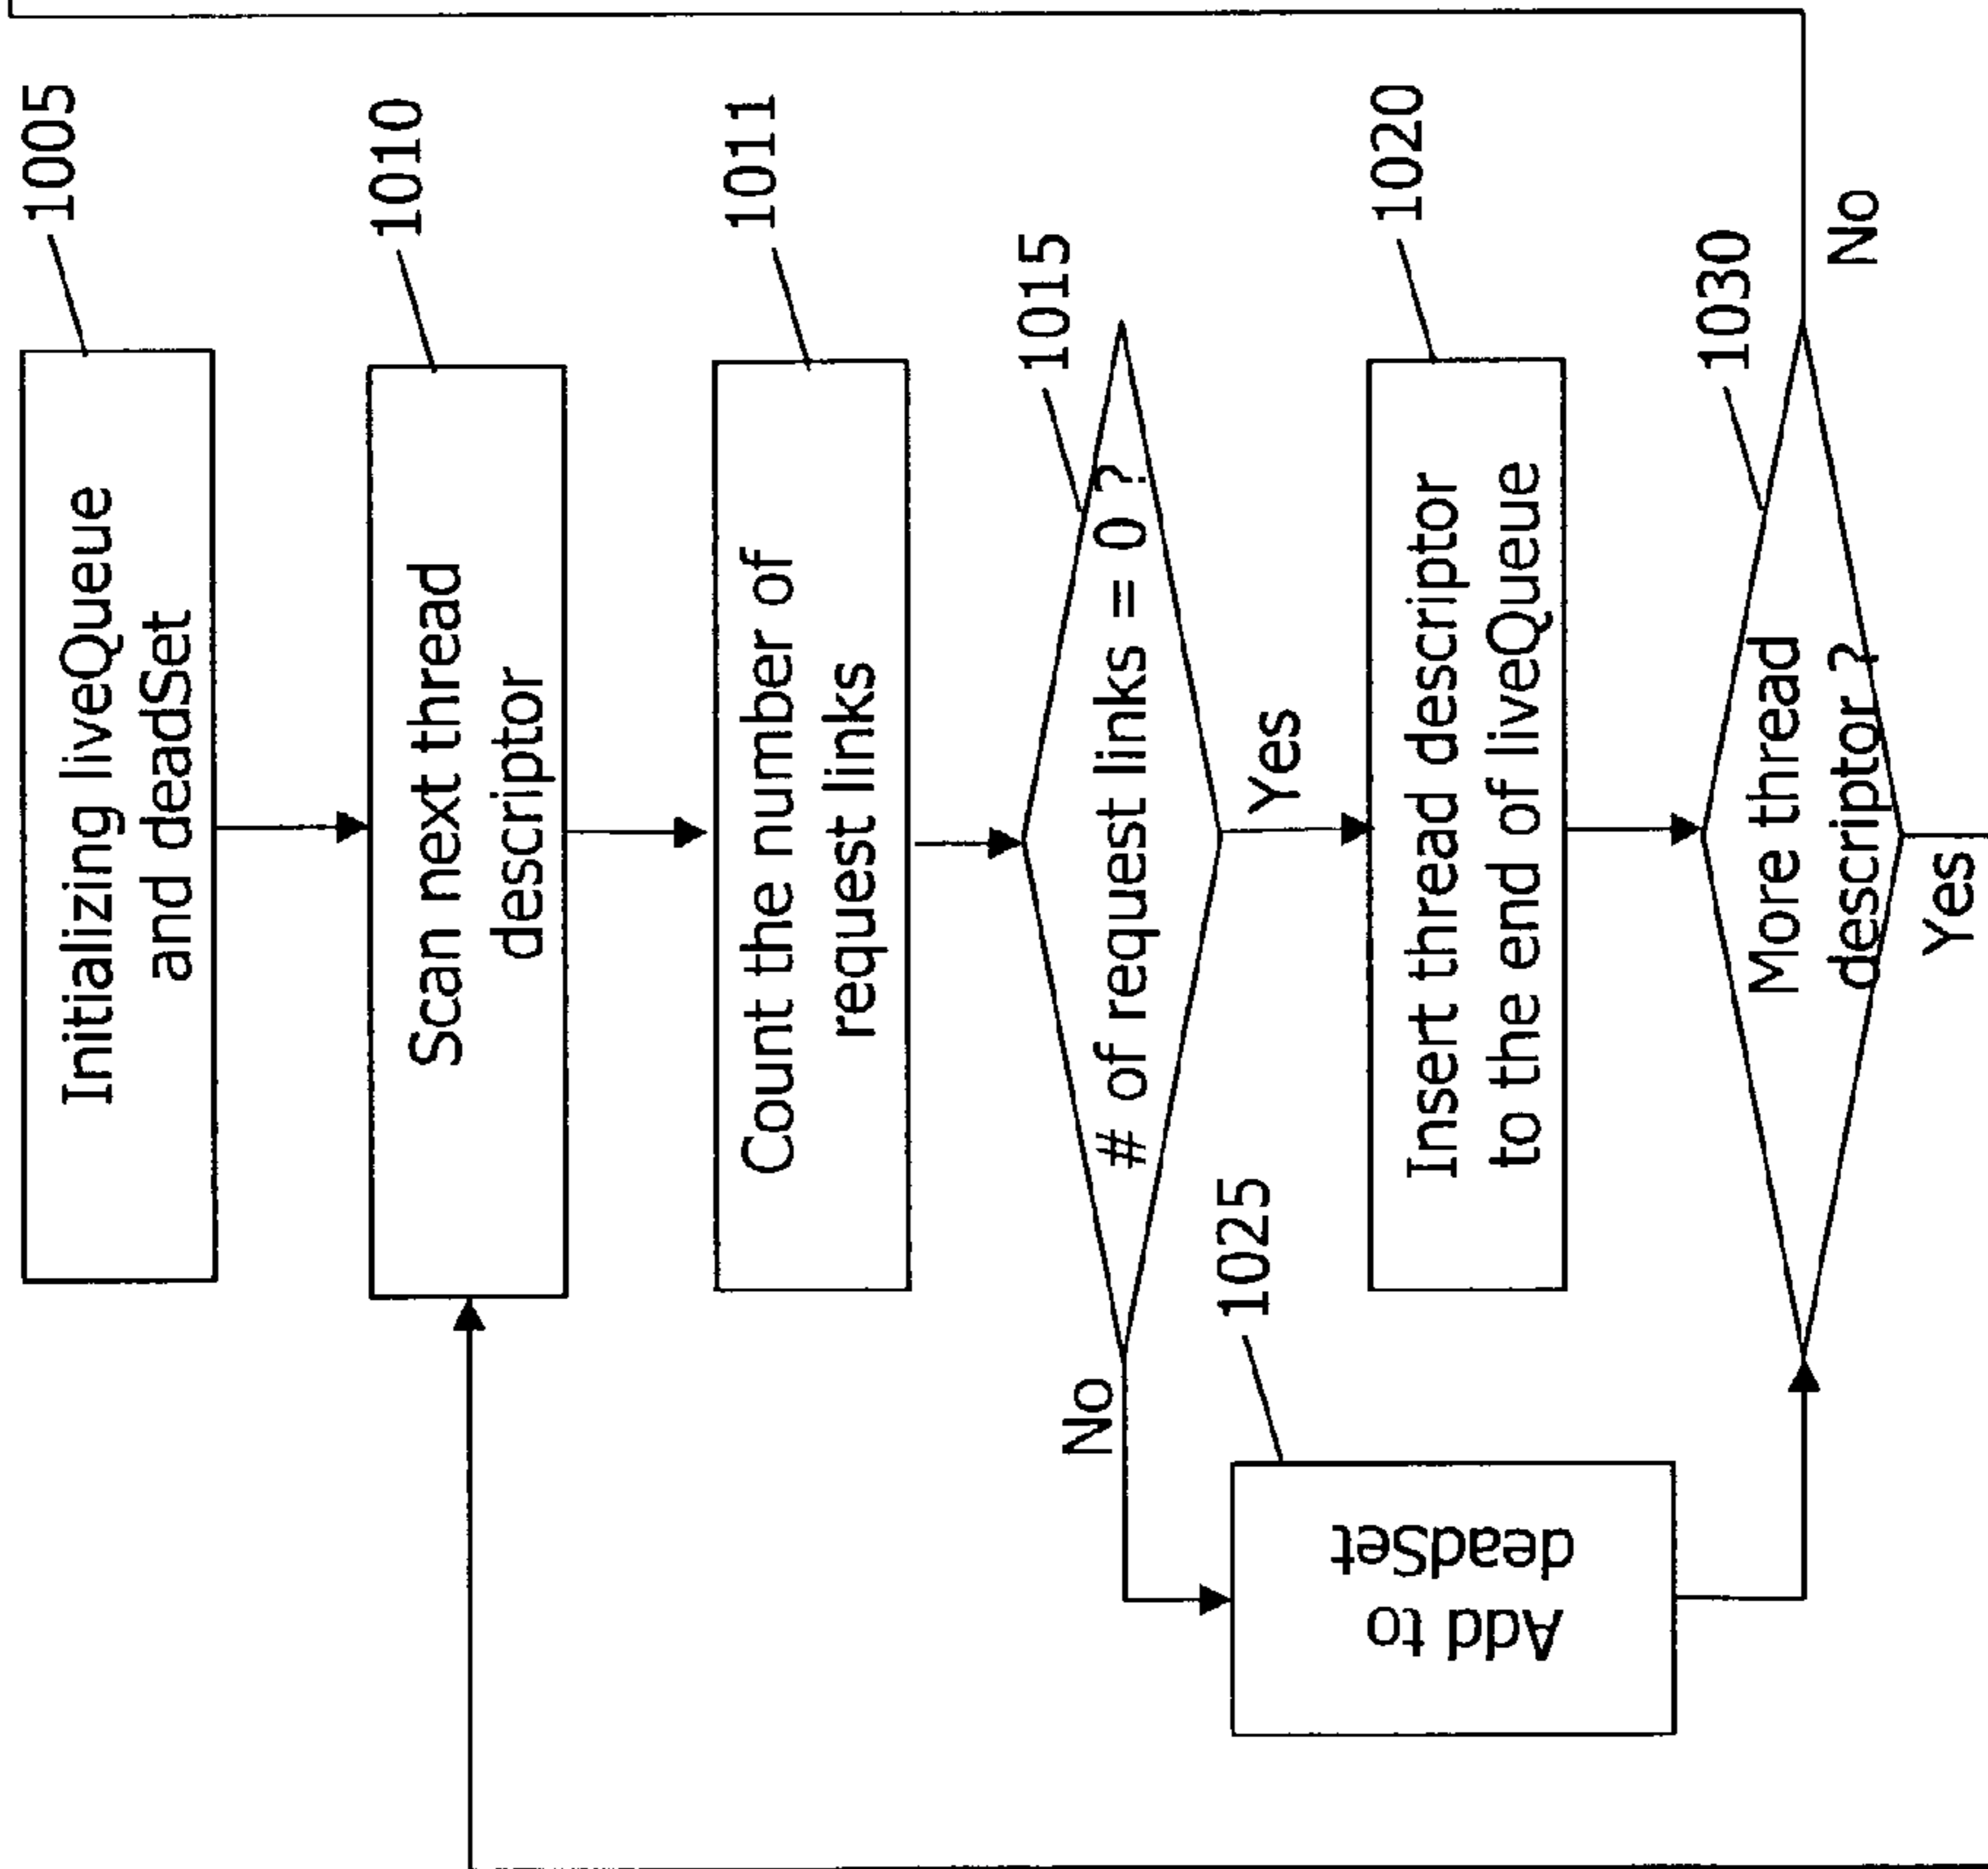 Initializing liveQueue
and deadSet
1005
Scan next thread
descriptor
1010
Count the number of
request links
1011
# of request links = 0 ?
1015
No
Yes
Add to
deadSet
1025
Insert thread descriptor
to the end of liveQueue
1020
More thread
descriptor ?
1030
No
Yes